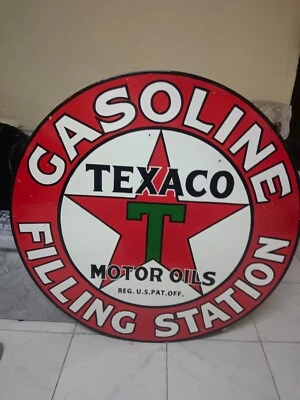 GASOLINE
TEXACO
T
MOTOR OILS
REG. U.S. PAT. OFF.
FILLING STATION